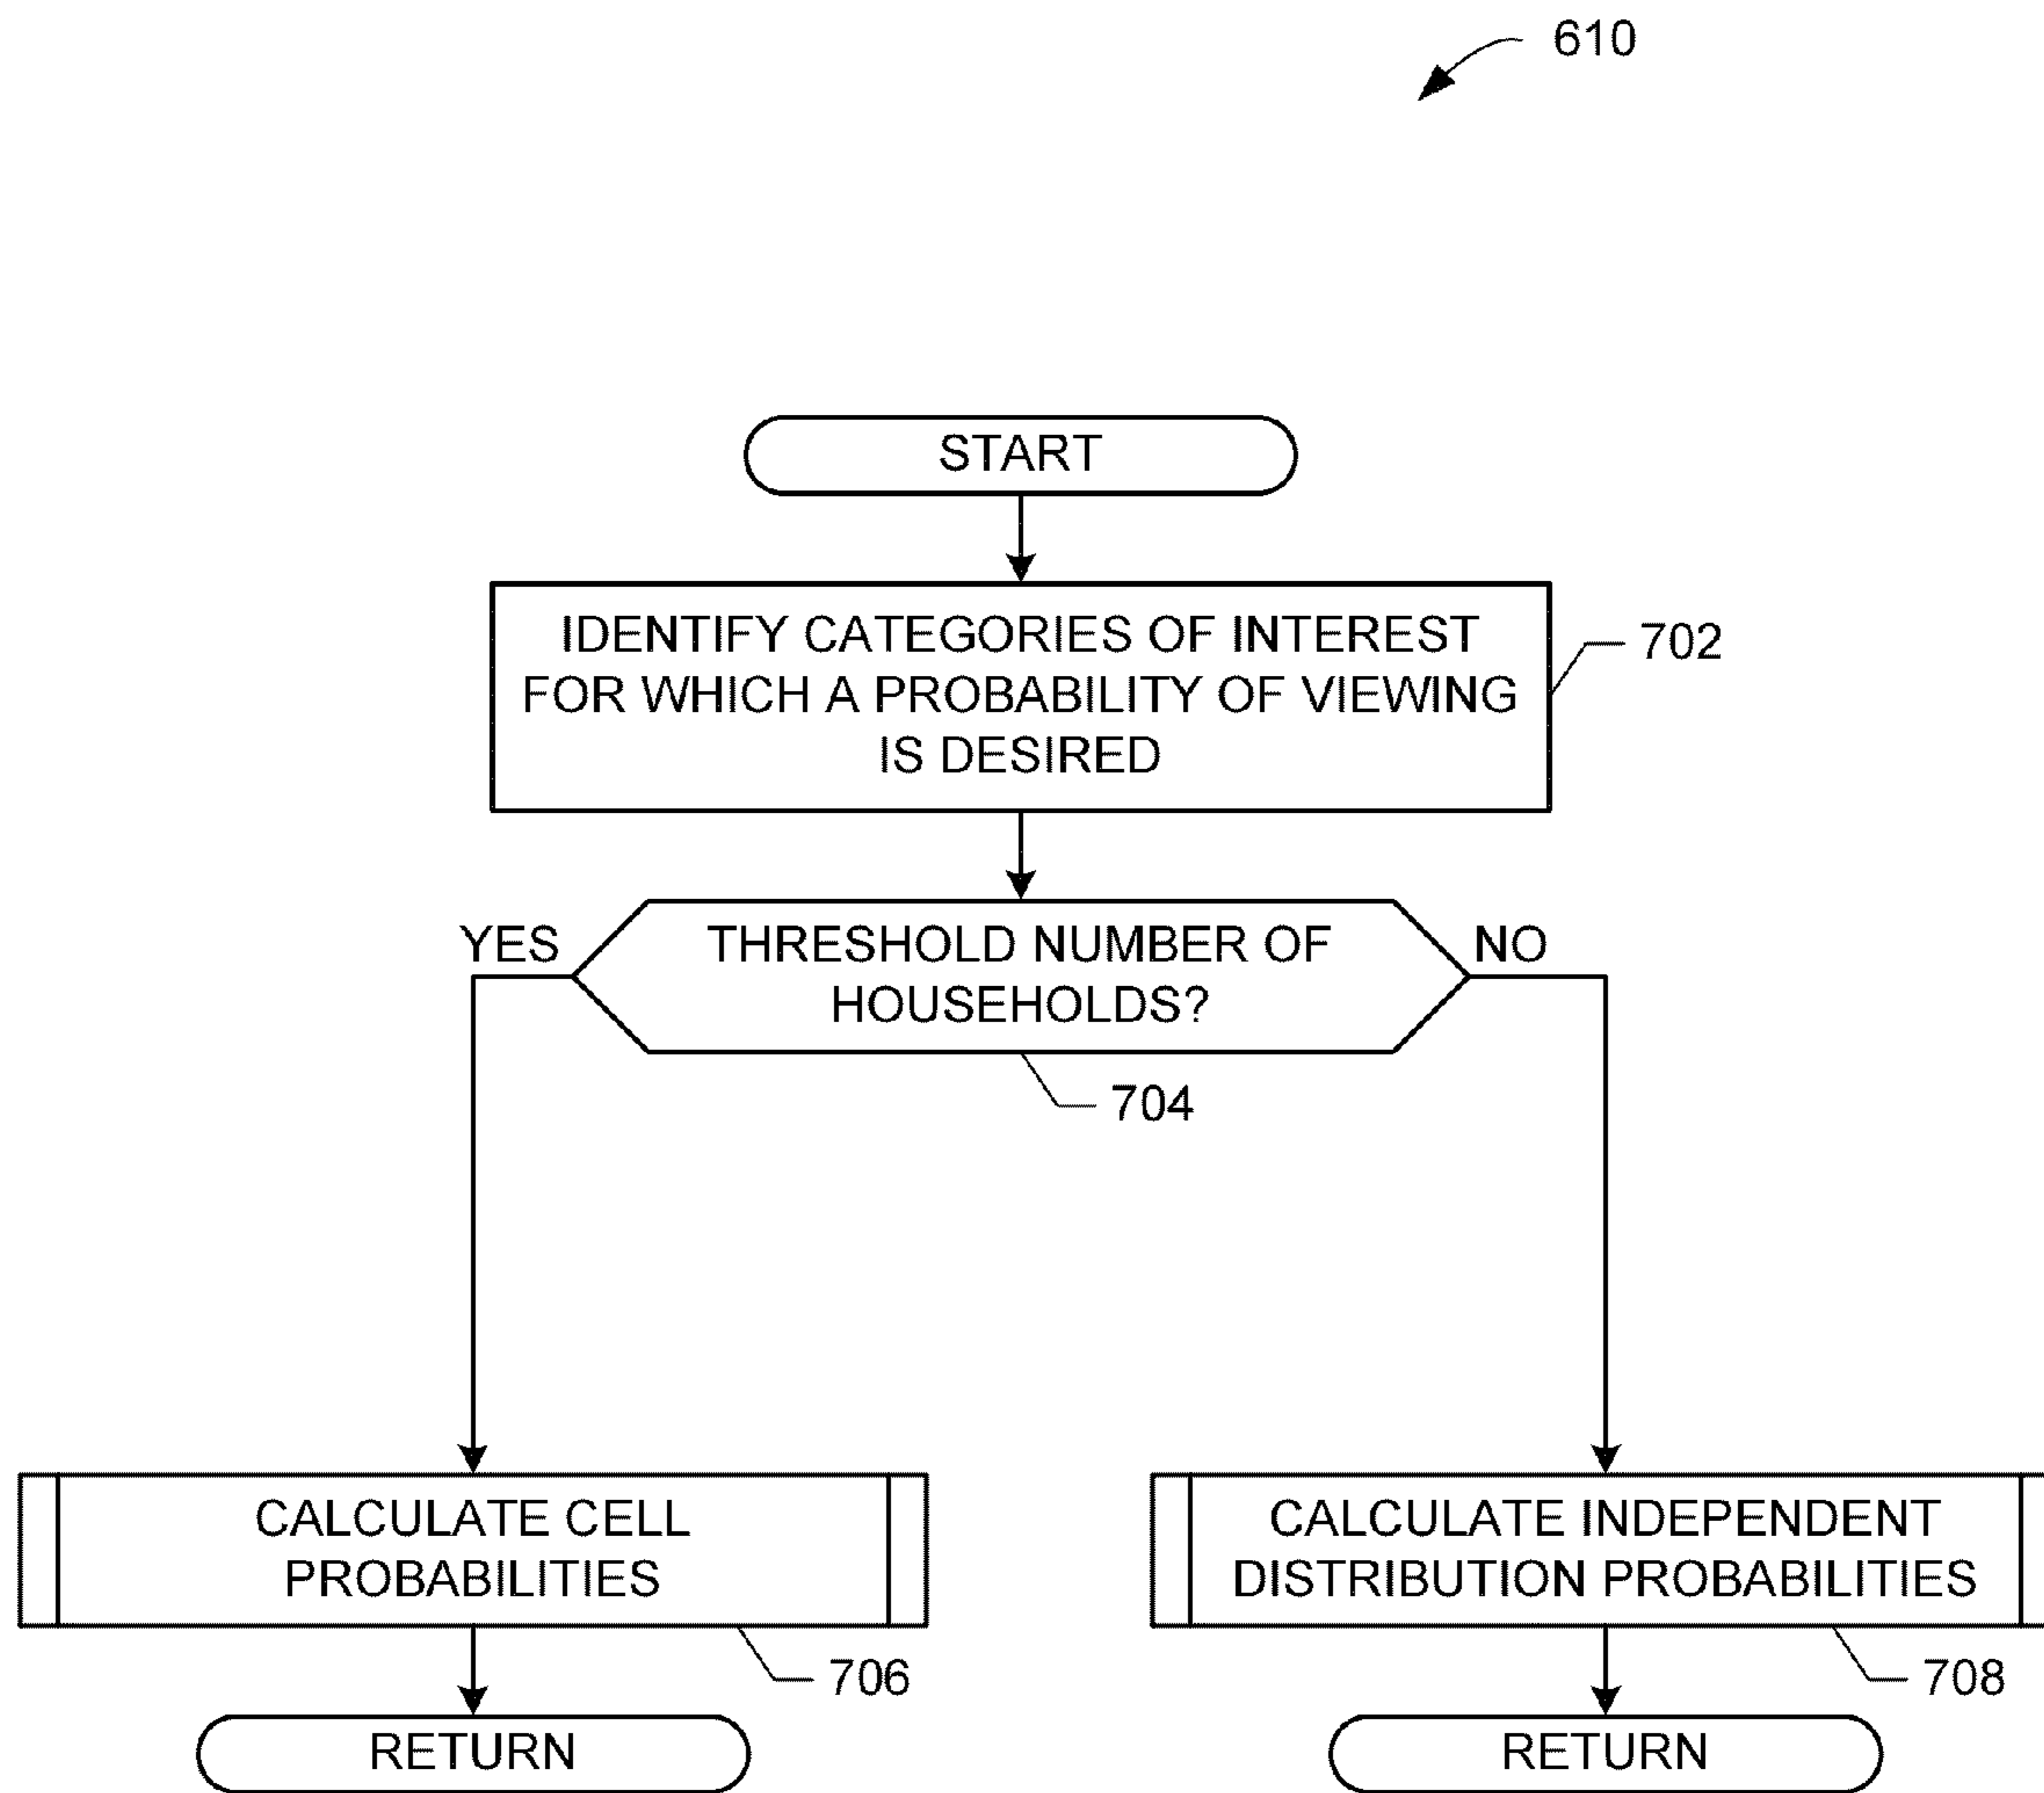 610
START
IDENTIFY CATEGORIES OF INTEREST
FOR WHICH A PROBABILITY OF VIEWING
IS DESIRED
702
YES
THRESHOLD NUMBER OF
HOUSEHOLDS?
NO
704
CALCULATE CELL
PROBABILITIES
706
RETURN
CALCULATE INDEPENDENT
DISTRIBUTION PROBABILITIES
708
RETURN